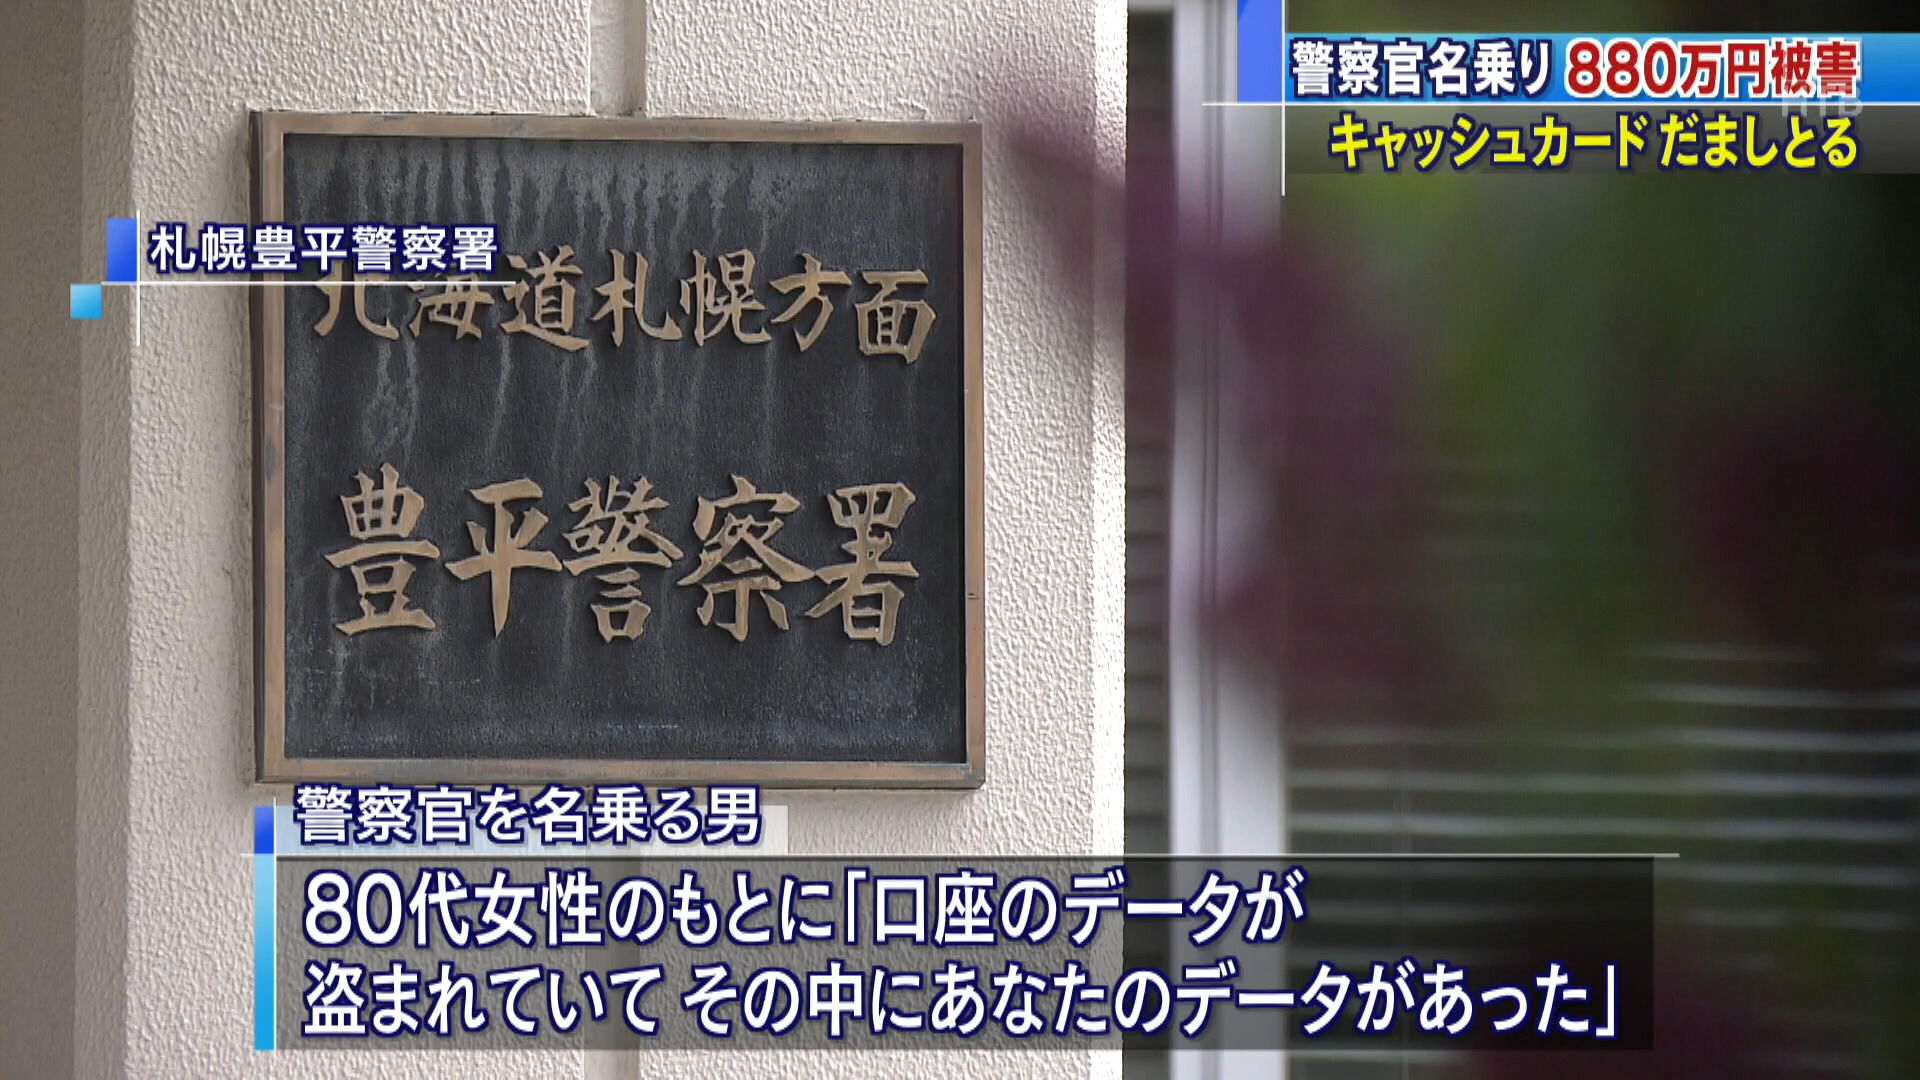 警察官名乗り 880万円被害
HTB
キャッシュカード だましとる
札幌豊平警察署
北海道札幌方面
豊平警察署
警察官を名乗る男
80代女性のもとに「口座のデータが
盗まれていて その中にあなたのデータがあった」